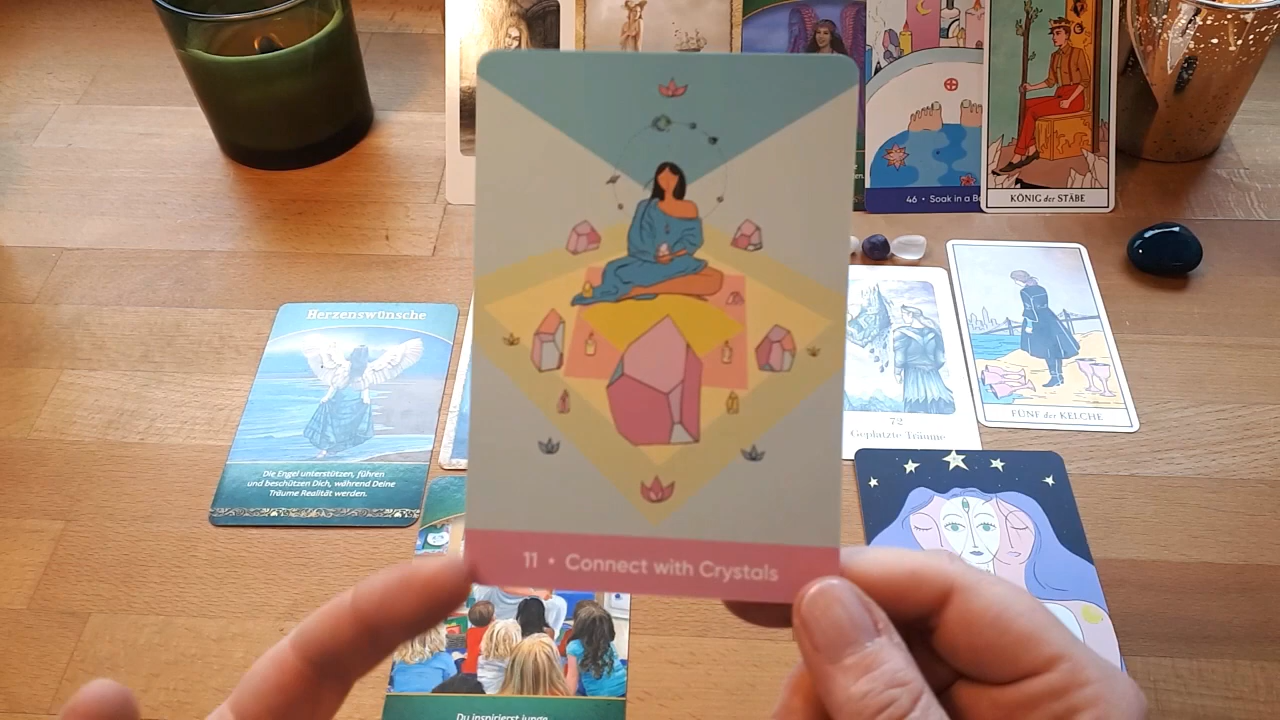 46 • Soak in a B
KÖNIG der STÄBE
Herzenswünsche
Die Engel unterstützen, führen
und beschützen Dich, während Deine
Träume Realität werden.
72
Geplatzte Träume
FÜNF der KELCHE
11 • Connect with Crystals
Du inspirierst junge